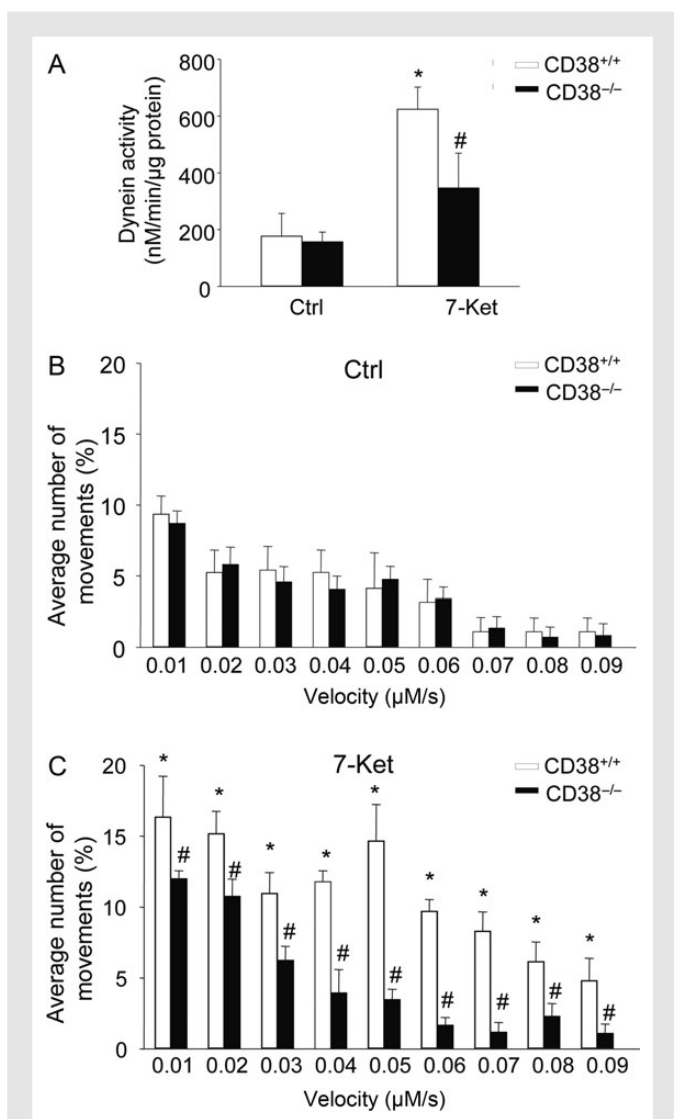 A
CD38+/+
CD38−/−
Dynein activity
(nM/min/µg protein)
800
600
400
200
0
*
#
Ctrl
7-Ket
B
Ctrl
CD38+/+
CD38−/−
Average number of
movements (%)
20
15
10
5
0
0.01 0.02 0.03 0.04 0.05 0.06 0.07 0.08 0.09
Velocity (µM/s)
C
7-Ket
CD38+/+
CD38−/−
Average number of
movements (%)
20
15
10
5
0
* * * * * * * * *
# # # # # # # # #
0.01 0.02 0.03 0.04 0.05 0.06 0.07 0.08 0.09
Velocity (µM/s)